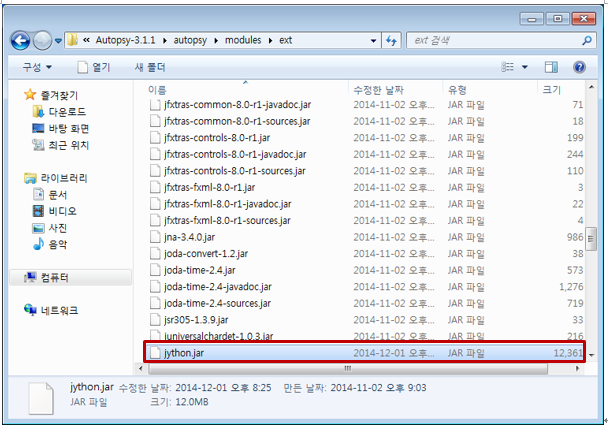 « Autopsy-3.1.1 ▸ autopsy ▸ modules ▸ ext
ext 검색
구성 열기 새 폴더
이름 수정한 날짜 유형 크기
즐겨찾기
다운로드
바탕 화면
최근 위치
라이브러리
문서
비디오
사진
음악
컴퓨터
네트워크
jfxtras-common-8.0-r1-javadoc.jar 2014-11-02 오후... JAR 파일 71
jfxtras-common-8.0-r1-sources.jar 2014-11-02 오후... JAR 파일 18
jfxtras-controls-8.0-r1.jar 2014-11-02 오후... JAR 파일 199
jfxtras-controls-8.0-r1-javadoc.jar 2014-11-02 오후... JAR 파일 244
jfxtras-controls-8.0-r1-sources.jar 2014-11-02 오후... JAR 파일 110
jfxtras-fxml-8.0-r1.jar 2014-11-02 오후... JAR 파일 3
jfxtras-fxml-8.0-r1-javadoc.jar 2014-11-02 오후... JAR 파일 22
jfxtras-fxml-8.0-r1-sources.jar 2014-11-02 오후... JAR 파일 4
jna-3.4.0.jar 2014-11-02 오후... JAR 파일 986
joda-convert-1.2.jar 2014-11-02 오후... JAR 파일 38
joda-time-2.4.jar 2014-11-02 오후... JAR 파일 573
joda-time-2.4-javadoc.jar 2014-11-02 오후... JAR 파일 1,276
joda-time-2.4-sources.jar 2014-11-02 오후... JAR 파일 719
jsr305-1.3.9.jar 2014-11-02 오후... JAR 파일 33
juniversalchardet-1.0.3.jar 2014-11-02 오후... JAR 파일 216
jython.jar 2014-12-01 오후... JAR 파일 12,361
jython.jar 수정한 날짜: 2014-12-01 오후 8:25 만든 날짜: 2014-11-02 오후 9:03
JAR 파일 크기: 12.0MB